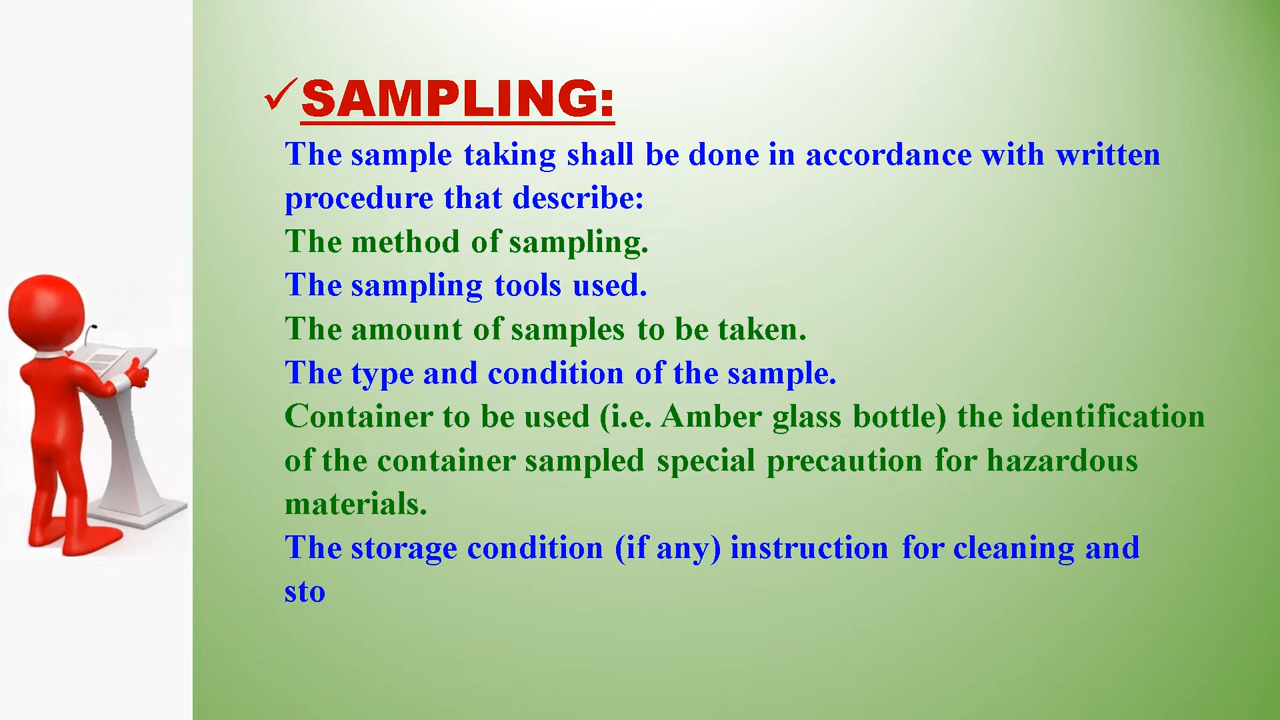 ✓SAMPLING:
The sample taking shall be done in accordance with written
procedure that describe:
The method of sampling.
The sampling tools used.
The amount of samples to be taken.
The type and condition of the sample.
Container to be used (i.e. Amber glass bottle) the identification
of the container sampled special precaution for hazardous
materials.
The storage condition (if any) instruction for cleaning and
sto